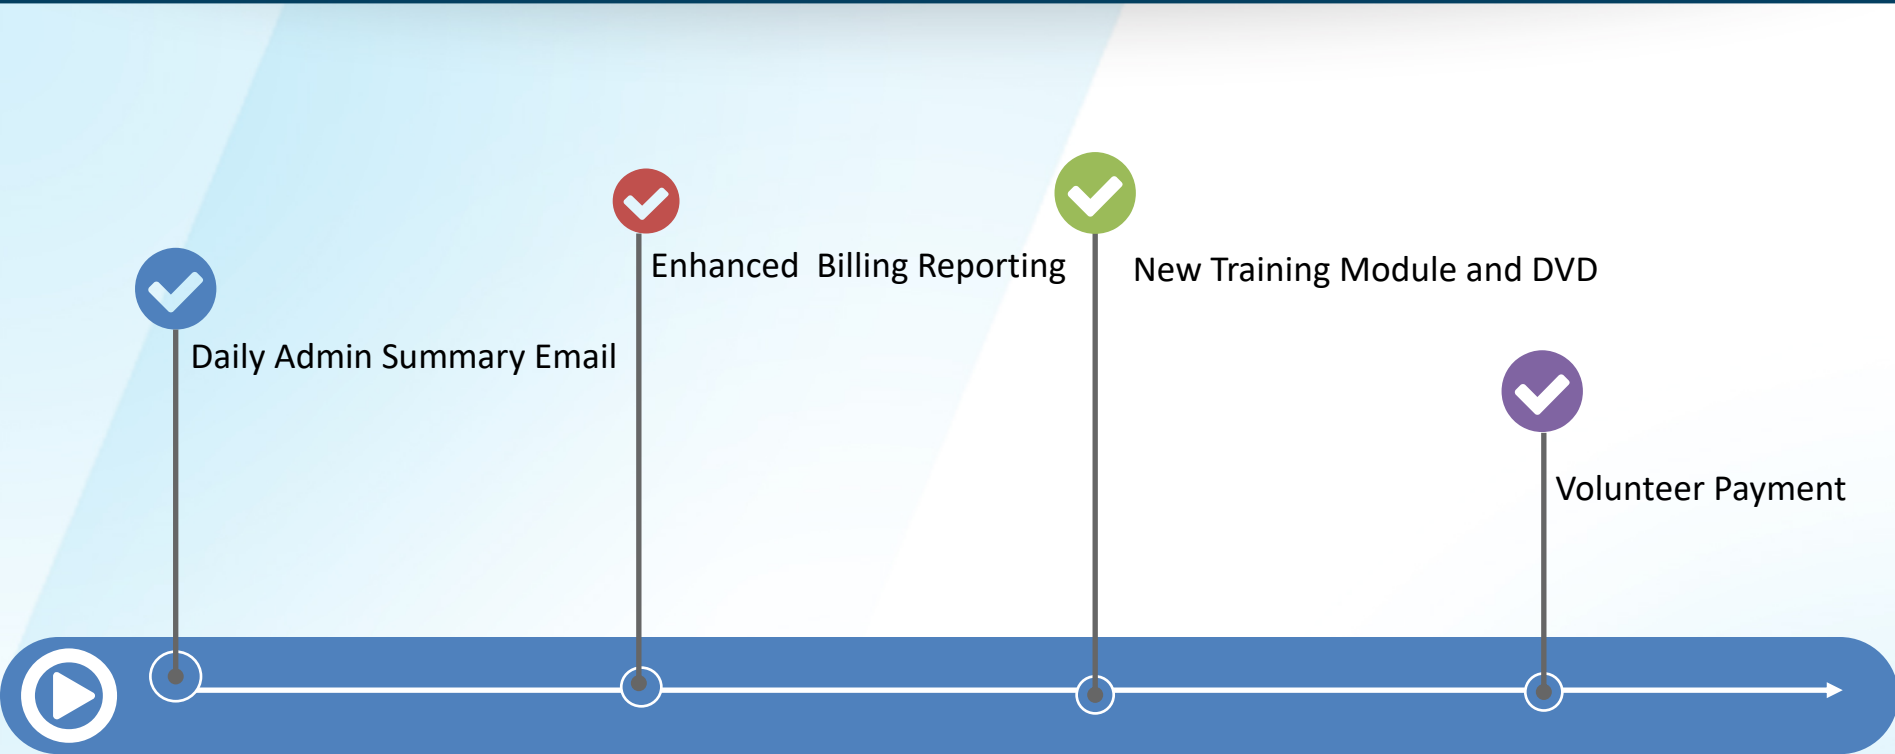 Enhanced  Billing Reporting
New Training Module and DVD
Daily Admin Summary Email
Volunteer Payment